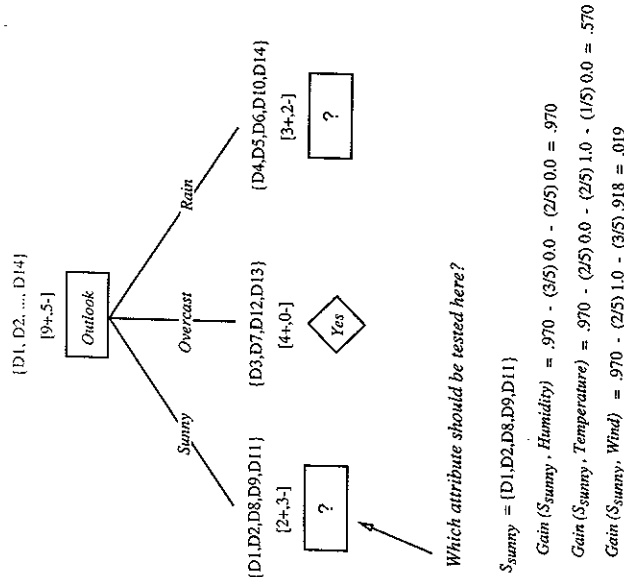 {D1, D2, ..., D14}
[9+,5-]
Outlook
Sunny
Overcast
Rain
{D1,D2,D8,D9,D11}
{D3,D7,D12,D13}
{D4,D5,D6,D10,D14}
[2+,3-]
[4+,0-]
[3+,2-]
?
Yes
?
Which attribute should be tested here?
Ssunny = {D1,D2,D8,D9,D11}
Gain (Ssunny , Humidity) = .970 - (3/5) 0.0 - (2/5) 0.0 = .970
Gain (Ssunny , Temperature) = .970 - (2/5) 0.0 - (2/5) 1.0 - (1/5) 0.0 = .570
Gain (Ssunny, Wind) = .970 - (2/5) 1.0 - (3/5) .918 = .019